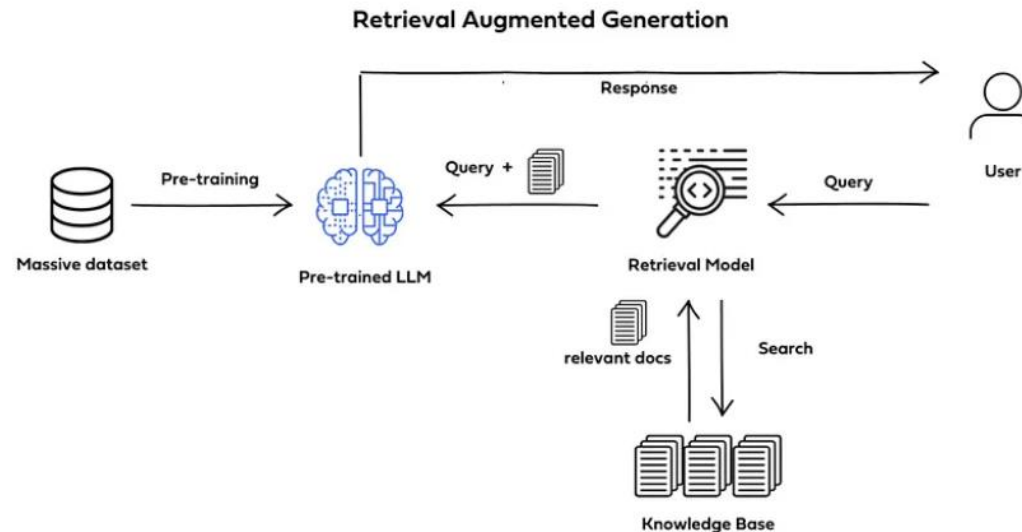 Retrieval Augmented Generation
Response
User
Pre-training
Query +
Query
Massive dataset
Pre-trained LLM
Retrieval Model
relevant docs
Search
Knowledge Base